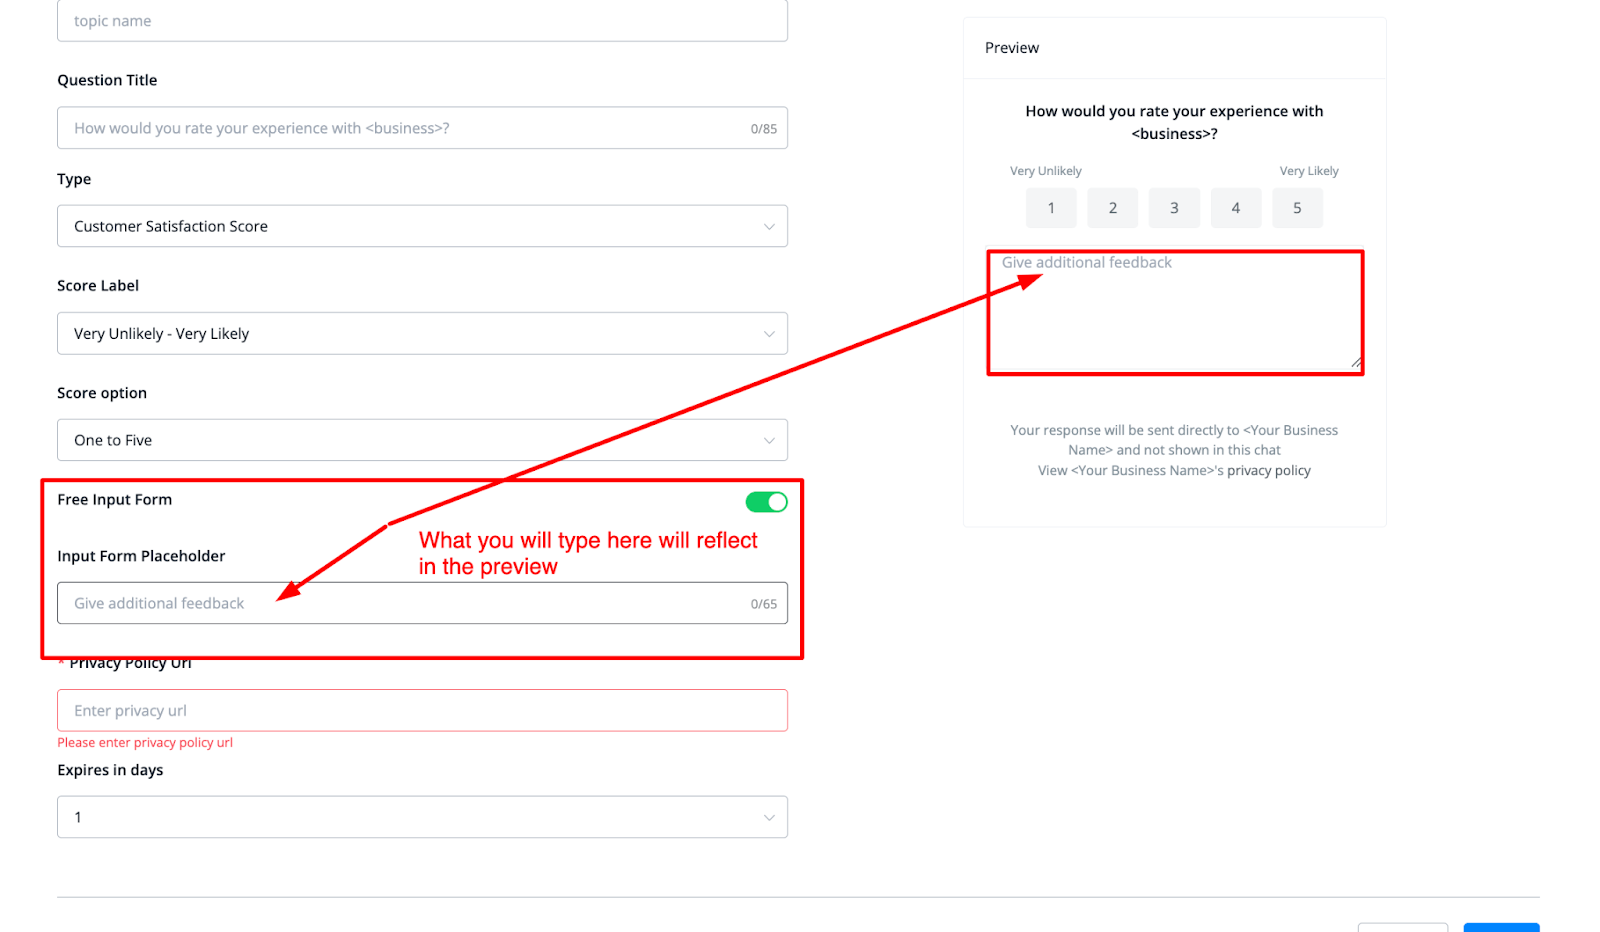 topic name
Question Title
How would you rate your experience with <business>?
0/85
Type
Customer Satisfaction Score
Score Label
Very Unlikely - Very Likely
Score option
One to Five
Free Input Form
What you will type here will reflect
in the preview
Input Form Placeholder
Give additional feedback
0/65
* Privacy Policy Url
Enter privacy url
Please enter privacy policy url
Expires in days
1
Preview
How would you rate your experience with
<business>?
Very Unlikely
Very Likely
1 2 3 4 5
Give additional feedback
Your response will be sent directly to <Your Business
Name> and not shown in this chat
View <Your Business Name>'s privacy policy